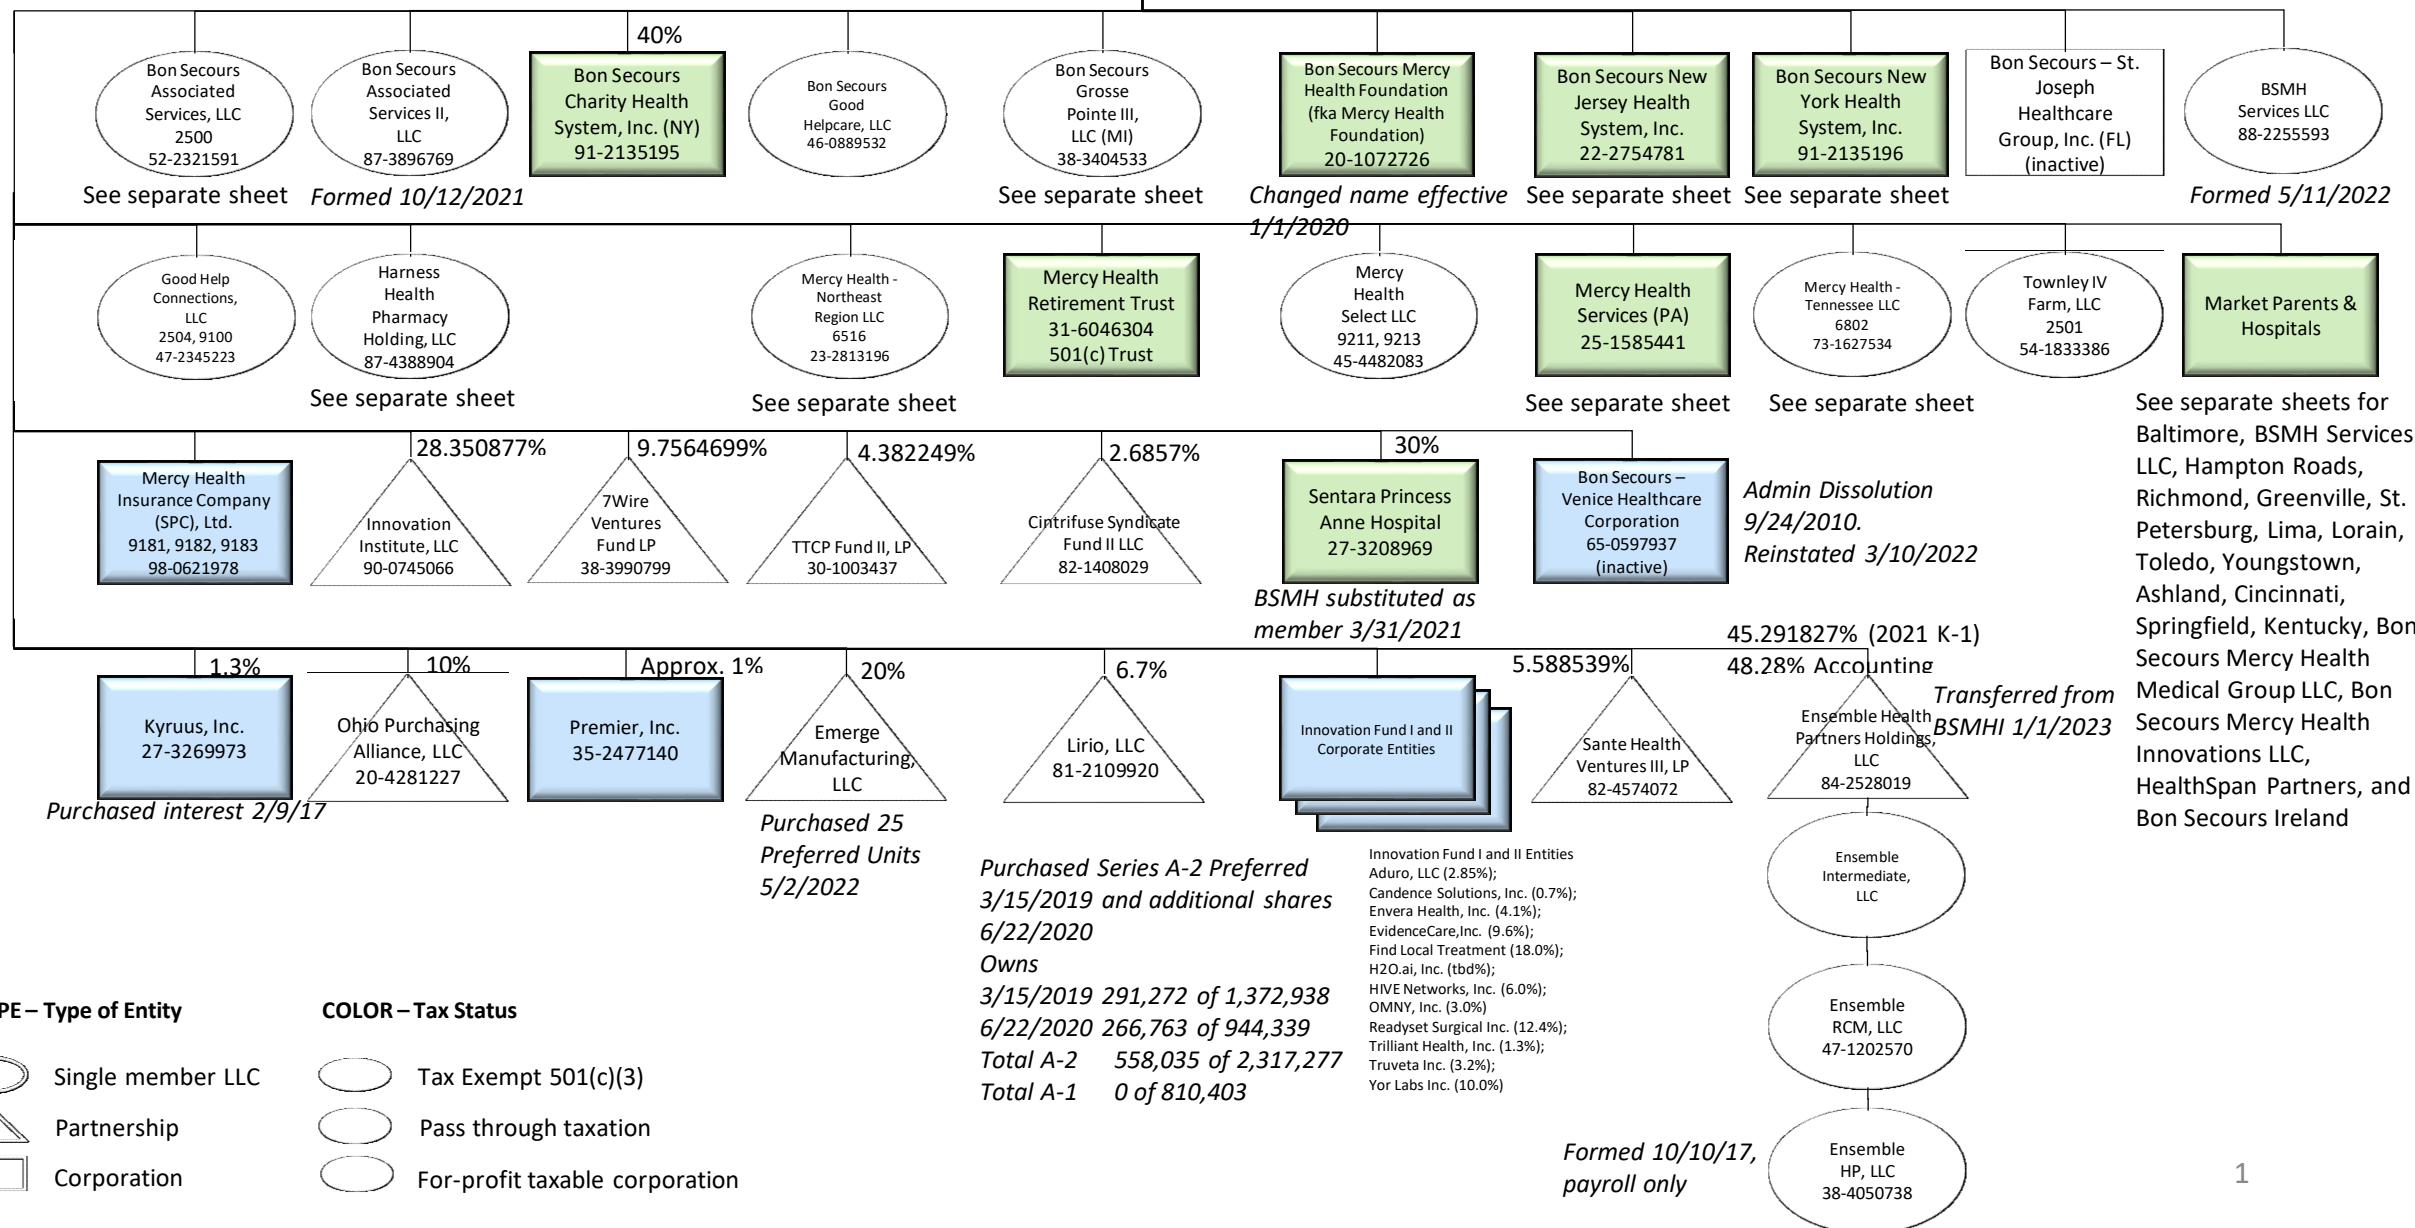 40%
Bon Secours
Associated
Services, LLC
2500
52-2321591
See separate sheet
Bon Secours
Associated
Services II,
LLC
87-3896769
Formed 10/12/2021
Bon Secours
Charity Health
System, Inc. (NY)
91-2135195
Bon Secours
Good
Helpcare, LLC
46-0889532
Bon Secours
Grosse
Pointe III,
LLC (MI)
38-3404533
See separate sheet
Bon Secours Mercy
Health Foundation
(fka Mercy Health
Foundation)
20-1072726
Changed name effective
1/1/2020
Bon Secours New
Jersey Health
System, Inc.
22-2754781
See separate sheet
Bon Secours New
York Health
System, Inc.
91-2135196
See separate sheet
Bon Secours – St.
Joseph
Healthcare
Group, Inc. (FL)
(inactive)
BSMH
Services LLC
88-2255593
Formed 5/11/2022
Good Help
Connections,
LLC
2504, 9100
47-2345223
Harness
Health
Pharmacy
Holding, LLC
87-4388904
See separate sheet
Mercy Health -
Northeast
Region LLC
6516
23-2813196
See separate sheet
Mercy Health
Retirement Trust
31-6046304
501(c) Trust
Mercy
Health
Select LLC
9211, 9213
45-4482083
Mercy Health
Services (PA)
25-1585441
See separate sheet
Mercy Health -
Tennessee LLC
6802
73-1627534
See separate sheet
Townley IV
Farm, LLC
2501
54-1833386
Market Parents &
Hospitals
See separate sheets for
Baltimore, BSMH Services
LLC, Hampton Roads,
Richmond, Greenville, St.
Petersburg, Lima, Lorain,
Toledo, Youngstown,
Ashland, Cincinnati,
Springfield, Kentucky, Bon
Secours Mercy Health
Medical Group LLC, Bon
Secours Mercy Health
Innovations LLC,
HealthSpan Partners, and
Bon Secours Ireland
Mercy Health
Insurance Company
(SPC), Ltd.
9181, 9182, 9183
98-0621978
28.350877%
Innovation
Institute, LLC
90-0745066
9.7564699%
7Wire
Ventures
Fund LP
38-3990799
4.382249%
TTCP Fund II, LP
30-1003437
2.6857%
Cintrifuse Syndicate
Fund II LLC
82-1408029
30%
Sentara Princess
Anne Hospital
27-3208969
BSMH substituted as
member 3/31/2021
Bon Secours –
Venice Healthcare
Corporation
65-0597937
(inactive)
Admin Dissolution
9/24/2010.
Reinstated 3/10/2022
1.3%
Kyruus, Inc.
27-3269973
Purchased interest 2/9/17
10%
Ohio Purchasing
Alliance, LLC
20-4281227
Approx. 1%
Premier, Inc.
35-2477140
20%
Emerge
Manufacturing,
LLC
Purchased 25
Preferred Units
5/2/2022
6.7%
Lirio, LLC
81-2109920
Purchased Series A-2 Preferred
3/15/2019 and additional shares
6/22/2020
Owns
3/15/2019 291,272 of 1,372,938
6/22/2020 266,763 of 944,339
Total A-2 558,035 of 2,317,277
Total A-1 0 of 810,403
Innovation Fund I and II
Corporate Entities
Innovation Fund I and II Entities
Aduro, LLC (2.85%);
Candence Solutions, Inc. (0.7%);
Envera Health, Inc. (4.1%);
EvidenceCare,Inc. (9.6%);
Find Local Treatment (18.0%);
H2O.ai, Inc. (tbd%);
HIVE Networks, Inc. (6.0%);
OMNY, Inc. (3.0%)
Readyset Surgical Inc. (12.4%);
Trilliant Health, Inc. (1.3%);
Truveta Inc. (3.2%);
Yor Labs Inc. (10.0%)
5.588539%
Sante Health
Ventures III, LP
82-4574072
45.291827% (2021 K-1)
48.28% Accounting
Ensemble Health
Partners Holdings,
LLC
84-2528019
Transferred from
BSMHI 1/1/2023
Ensemble
Intermediate,
LLC
Ensemble
RCM, LLC
47-1202570
Formed 10/10/17,
payroll only
Ensemble
HP, LLC
38-4050738
PE – Type of Entity
Single member LLC
Partnership
Corporation
COLOR – Tax Status
Tax Exempt 501(c)(3)
Pass through taxation
For-profit taxable corporation
1